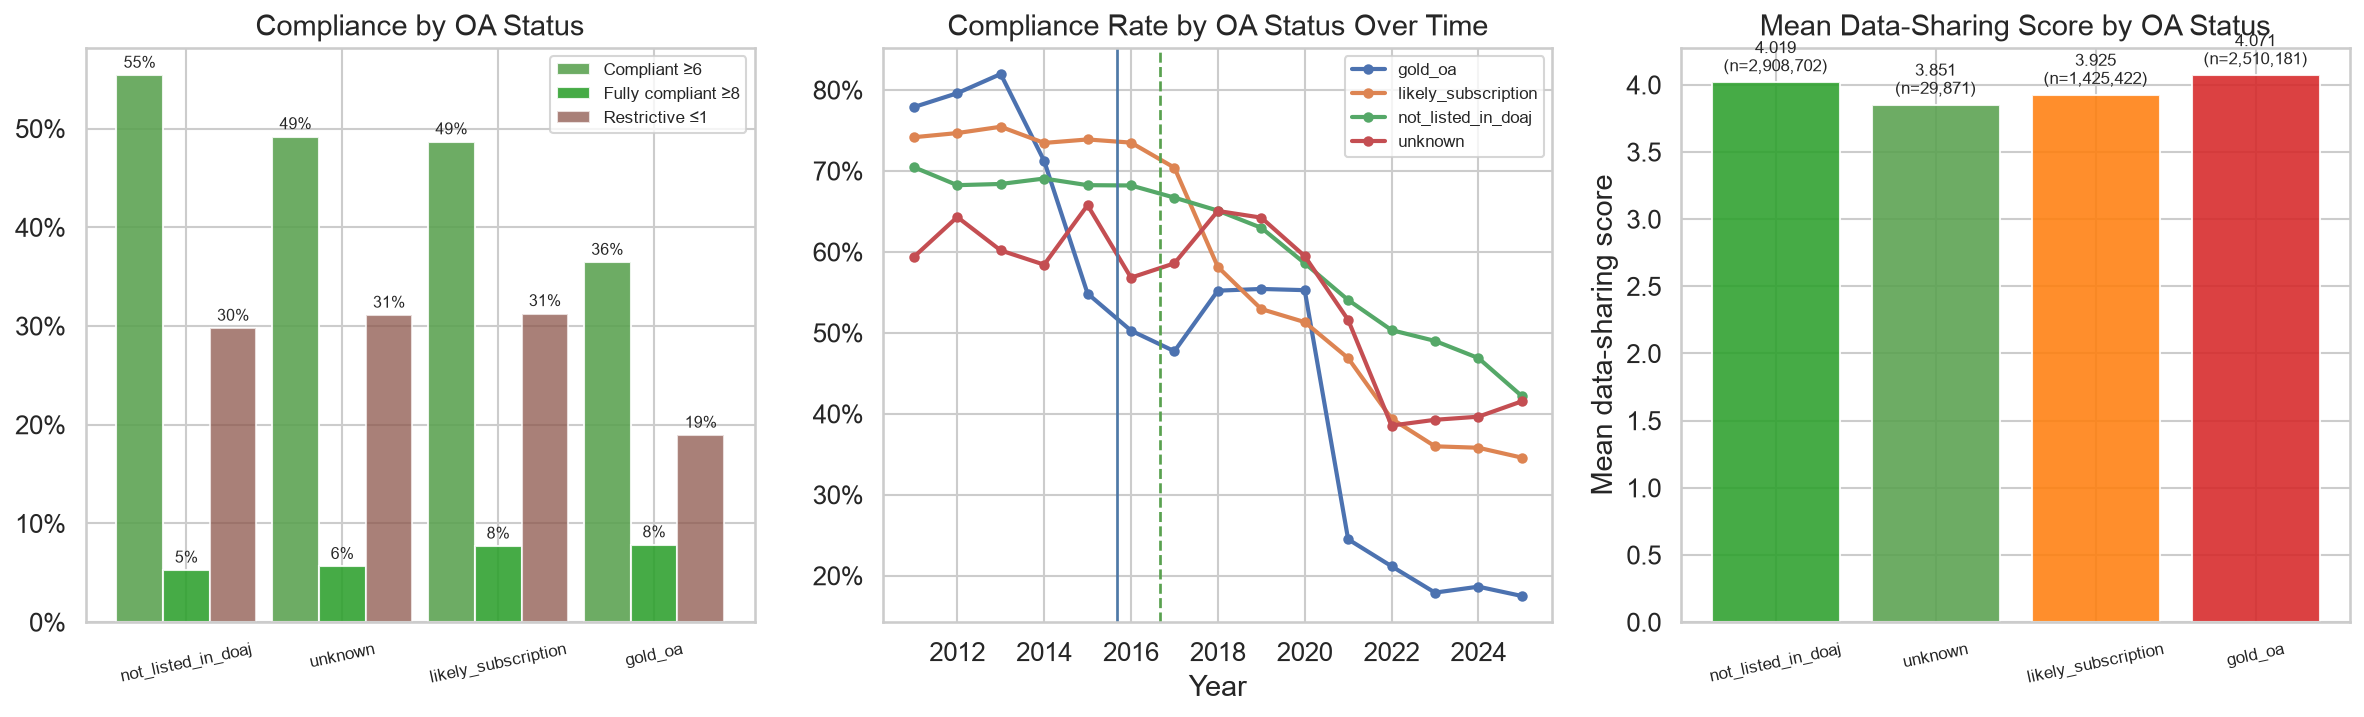 Compliance by OA Status
55%
49%
49%
36%
5%
6%
8%
8%
30%
31%
31%
19%
Compliant ≥6
Fully compliant ≥8
Restrictive ≤1
50%
40%
30%
20%
10%
0%
not_listed_in_doaj
unknown
likely_subscription
gold_oa
Compliance Rate by OA Status Over Time
gold_oa
likely_subscription
not_listed_in_doaj
unknown
80%
70%
60%
50%
40%
30%
20%
2012
2014
2016
2018
2020
2022
2024
Year
Mean Data-Sharing Score by OA Status
4.019
(n=2,908,702)
3.851
(n=29,871)
3.925
(n=1,425,422)
4.071
(n=2,510,181)
Mean data-sharing score
4.0
3.5
3.0
2.5
2.0
1.5
1.0
0.5
0.0
not_listed_in_doaj
unknown
likely_subscription
gold_oa